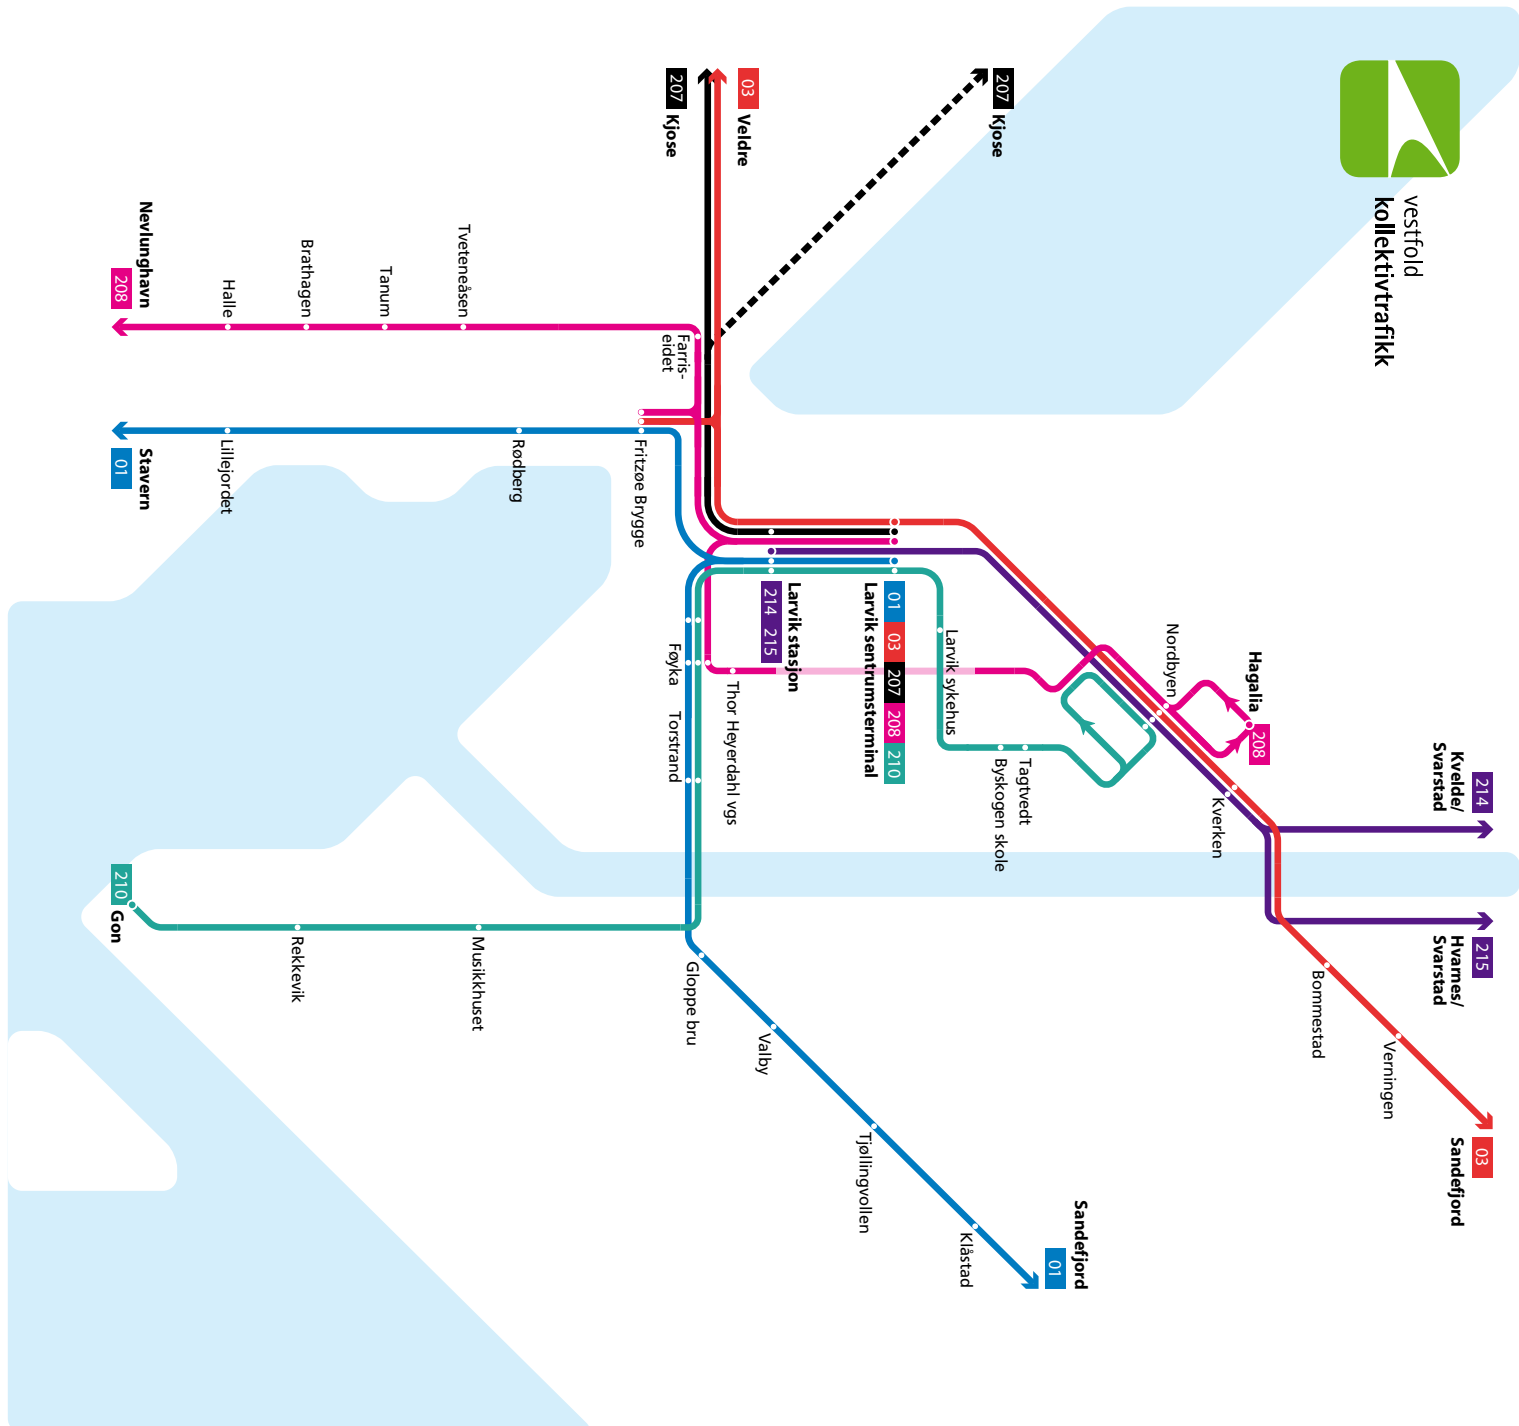 vestfold
kollektivtrafikk
214
Kvelde/
Svarstad
215
Hvarnes/
Svarstad
03
Sandefjord
Verningen
Bommestad
Hagalia
208
Kverken
Nordbyen
Sandefjord
01
Tagtvedt
Byskogen skole
207 Kjose
Klåstad
Larvik sykehus
01 03 207 208 210
Larvik sentrumsterminal
Tjøllingvollen
Larvik stasjon
214 215
Valby
03 Veldre
Thor Heyerdahl vgs
Gloppe bru
207 Kjose
Farris-
eidet
Føyka
Torstrand
Fritzøe Brygge
Rødberg
Musikkhuset
Tveteneåsen
Tanum
Brathagen
Rekkevik
Halle
Lillejordet
Nevlunghavn
208
Stavern
01
210 Gon